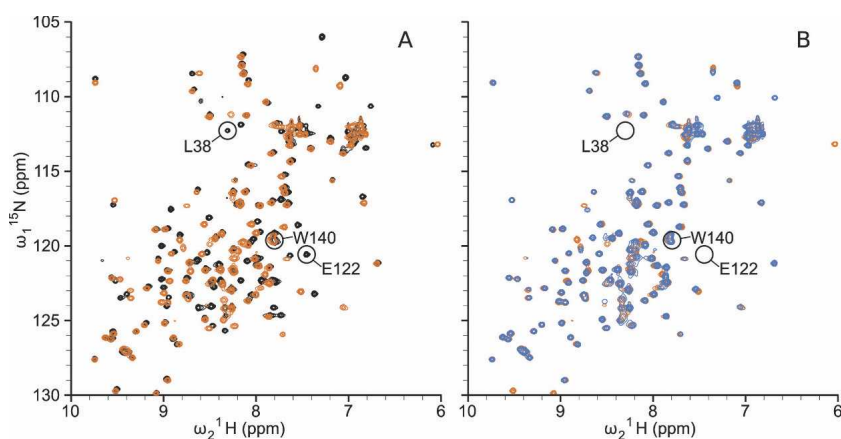 A
B
ω₁ ¹⁵N (ppm)
105
110
115
120
125
130
L38
W140
E122
L38
W140
E122
10 9 8 7 6
10 9 8 7 6
ω₂ ¹H (ppm)
ω₂ ¹H (ppm)